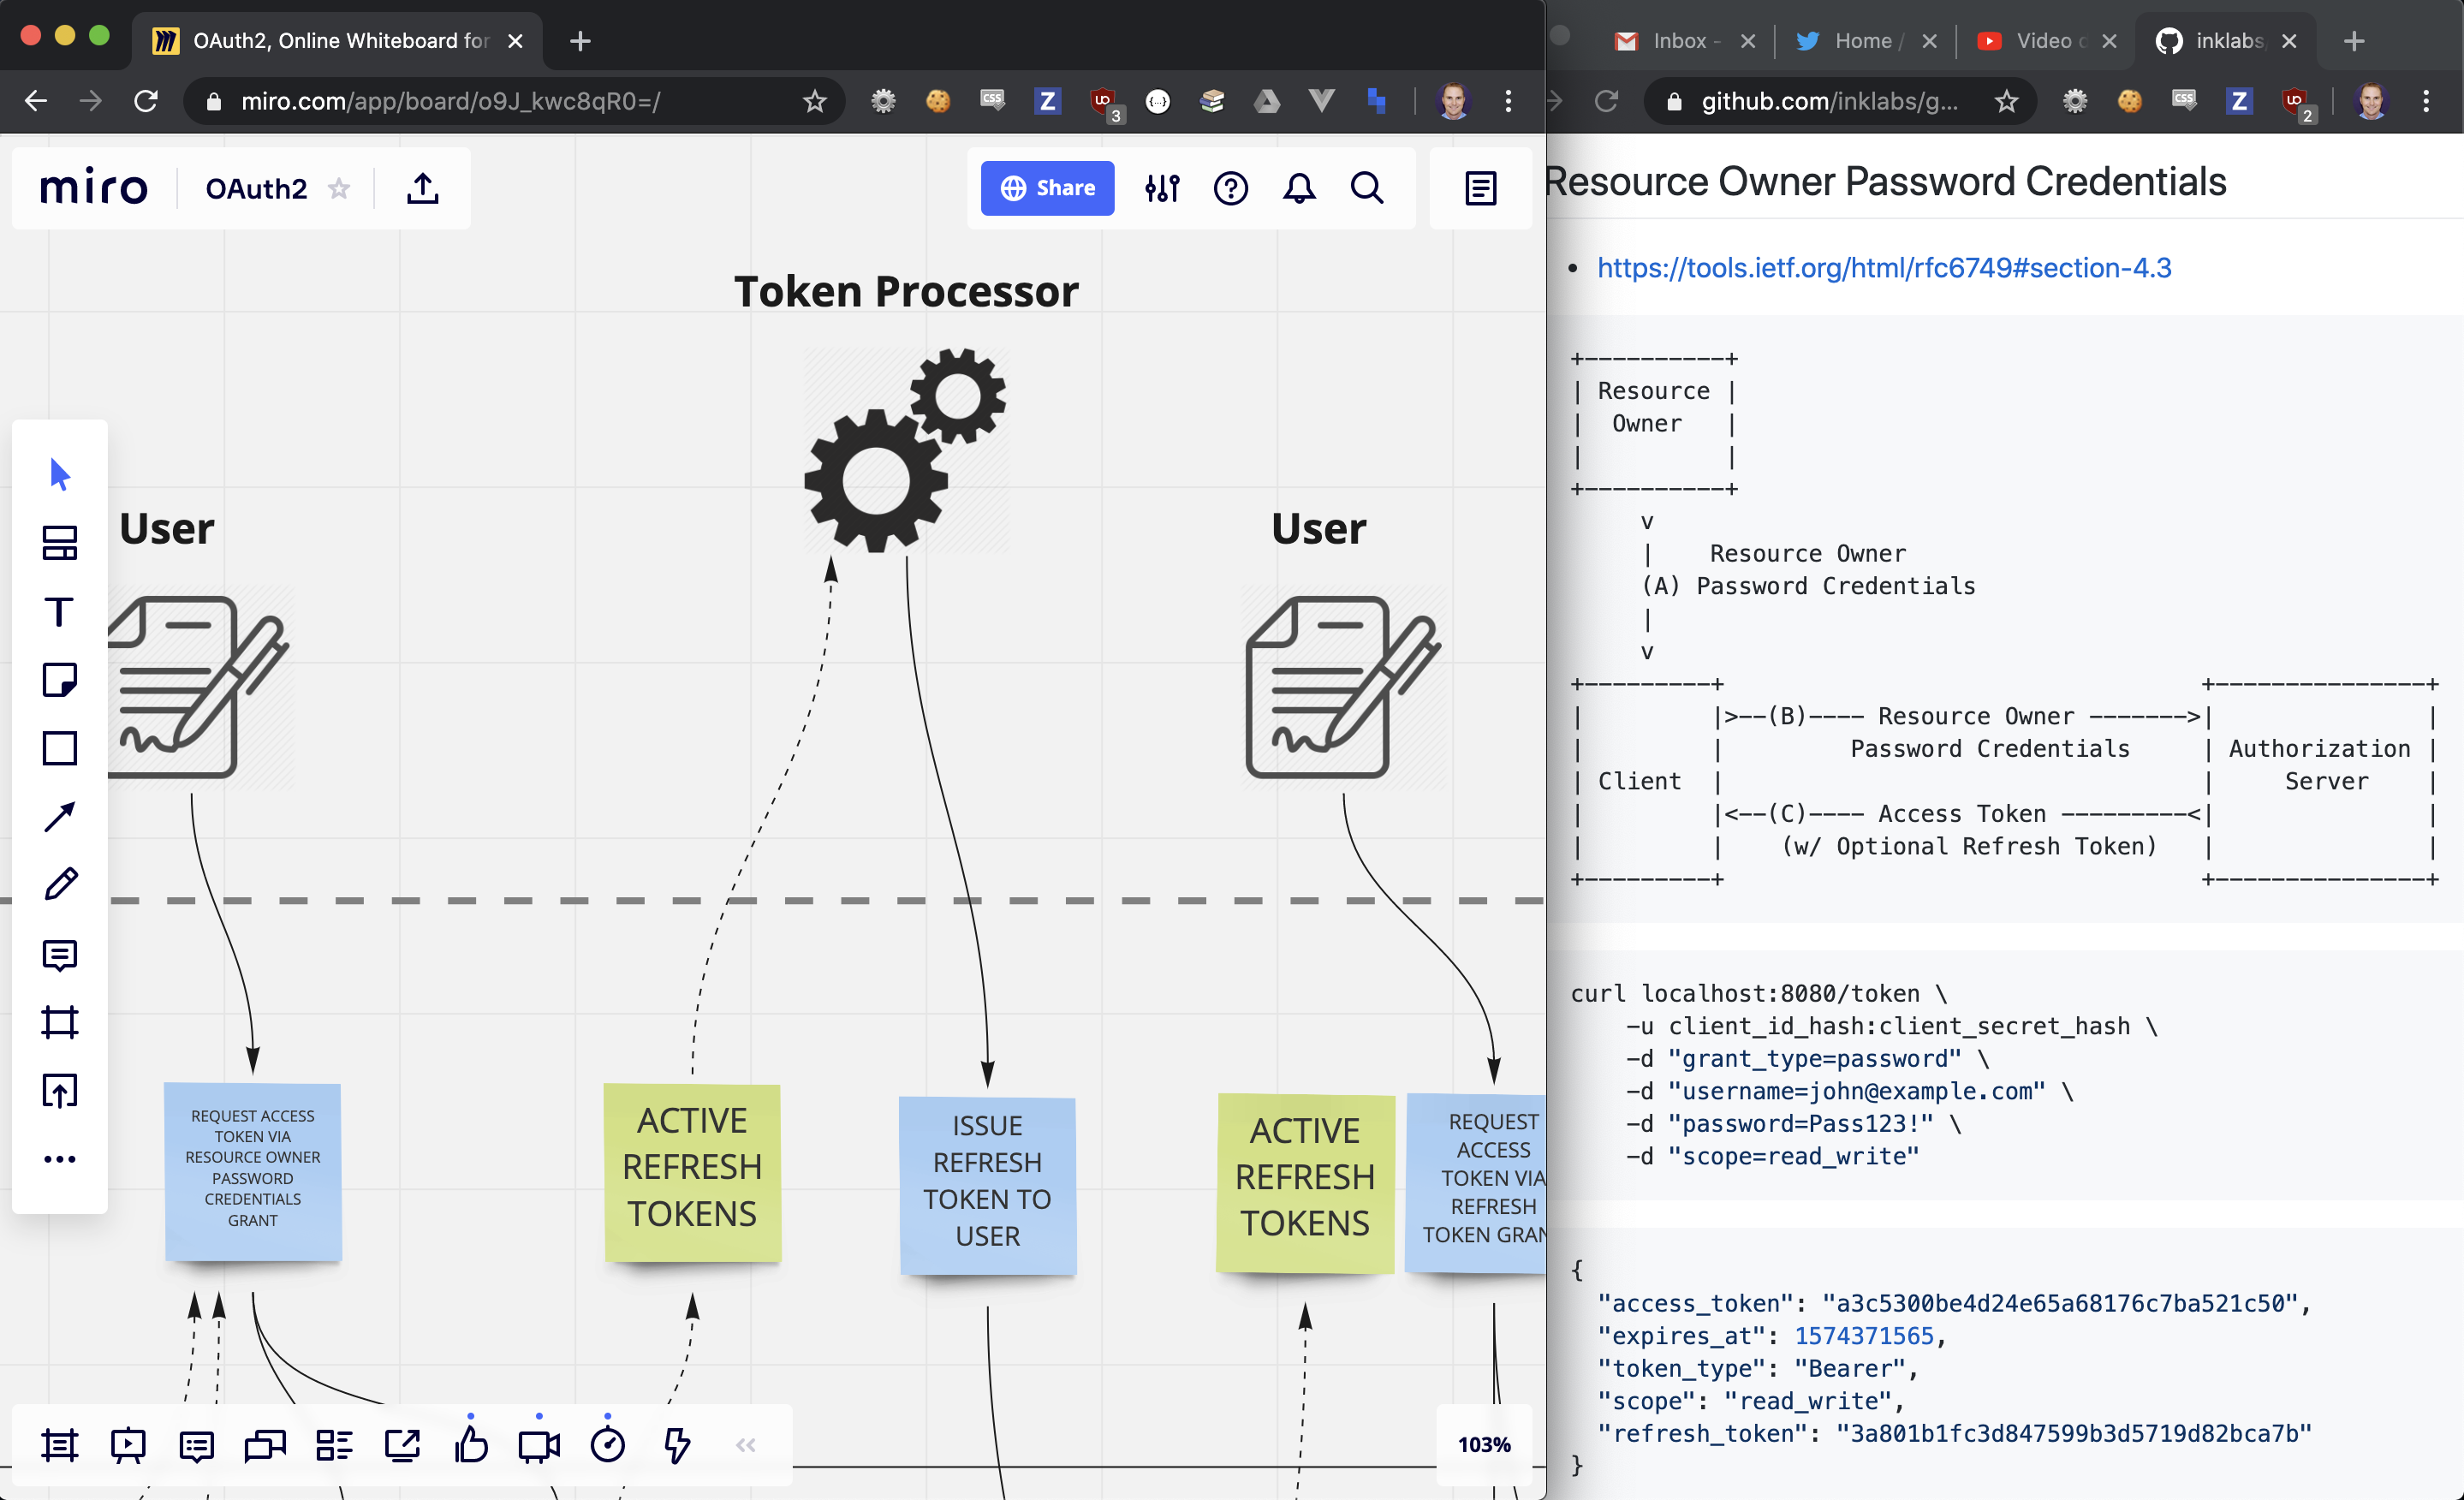 OAuth2, Online Whiteboard for
miro.com/app/board/o9J_kwc8qR0=/
CSS
Z
3
miro
OAuth2
Share
Token Processor
User
User
REQUEST ACCESS
TOKEN VIA
RESOURCE OWNER
PASSWORD
CREDENTIALS
GRANT
ACTIVE
REFRESH
TOKENS
ISSUE
REFRESH
TOKEN TO
USER
ACTIVE
REFRESH
TOKENS
REQUEST
ACCESS
TOKEN VIA
REFRESH
TOKEN GRAN
103%
Inbox -
Home /
Video
inklabs
github.com/inklabs/g...
CSS
Z
2
Resource Owner Password Credentials
• https://tools.ietf.org/html/rfc6749#section-4.3
+----------+
| Resource |
|  Owner   |
|          |
+----------+
     v
     |    Resource Owner
     (A) Password Credentials
     |
     v
+---------+                                  +---------------+
|         |>--(B)---- Resource Owner ------->|               |
|         |         Password Credentials     | Authorization |
| Client  |                                  |     Server    |
|         |<--(C)---- Access Token ---------<|               |
|         |    (w/ Optional Refresh Token)   |               |
+---------+                                  +---------------+
curl localhost:8080/token \
    -u client_id_hash:client_secret_hash \
    -d "grant_type=password" \
    -d "username=john@example.com" \
    -d "password=Pass123!" \
    -d "scope=read_write"
{
  "access_token": "a3c5300be4d24e65a68176c7ba521c50",
  "expires_at": 1574371565,
  "token_type": "Bearer",
  "scope": "read_write",
  "refresh_token": "3a801b1fc3d847599b3d5719d82bca7b"
}